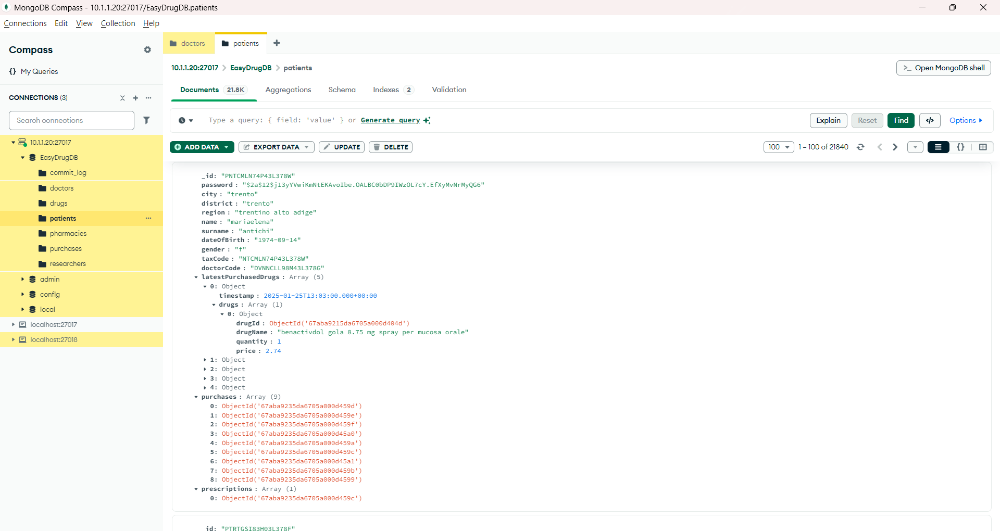 MongoDB Compass - 10.1.1.20:27017/EasyDrugDB.patients
Connections Edit View Collection Help
Compass
{} My Queries
CONNECTIONS (3)
Search connections
10.1.1.20:27017
EasyDrugDB
commit_log
doctors
drugs
patients
pharmacies
purchases
researchers
admin
config
local
localhost:27017
localhost:27018
doctors patients
10.1.1.20:27017 > EasyDrugDB > patients
>_ Open MongoDB shell
Documents 21.8K Aggregations Schema Indexes 2 Validation
Type a query: { field: 'value' } or Generate query
Explain Reset Find </> Options
ADD DATA EXPORT DATA UPDATE DELETE
100 1 – 100 of 21840 {}
_id: "PNTCMLN74P43L378W"
password : "$2a$12$jl3yYVwiKmNtEKAvoIbe.OALBC0bDP9IWzOL7cY.EfXyMvNrMyQG6"
city : "trento"
district : "trento"
region : "trentino alto adige"
name : "mariaelena"
surname : "antichi"
dateOfBirth : "1974-09-14"
gender : "f"
taxCode : "NTCMLN74P43L378W"
doctorCode : "DVNNCLL98M43L378G"
latestPurchasedDrugs : Array (5)
0: Object
timestamp : 2025-01-25T13:03:00.000+00:00
drugs : Array (1)
0: Object
drugId : ObjectId('67aba9215da6705a000d404d')
drugName : "benactivdol gola 8.75 mg spray per mucosa orale"
quantity : 1
price : 2.74
1: Object
2: Object
3: Object
4: Object
purchases : Array (9)
0: ObjectId('67aba9235da6705a000d459d')
1: ObjectId('67aba9235da6705a000d459e')
2: ObjectId('67aba9235da6705a000d459f')
3: ObjectId('67aba9235da6705a000d45a0')
4: ObjectId('67aba9235da6705a000d459a')
5: ObjectId('67aba9235da6705a000d459c')
6: ObjectId('67aba9235da6705a000d45a1')
7: ObjectId('67aba9235da6705a000d459b')
8: ObjectId('67aba9235da6705a000d4599')
prescriptions : Array (1)
0: ObjectId('67aba9235da6705a000d459c')
_id: "PTRTGSI83H03L378F"